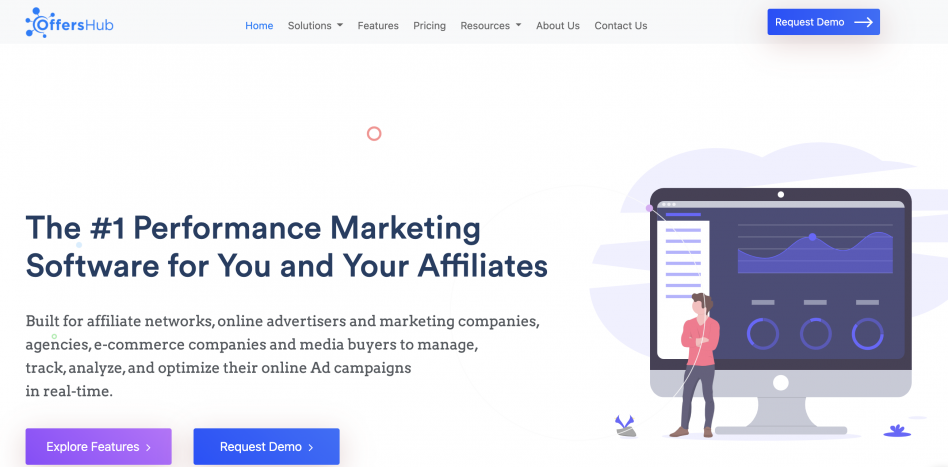 OffersHub
Home Solutions Features Pricing Resources About Us Contact Us
Request Demo
The #1 Performance Marketing
Software for You and Your Affiliates
Built for affiliate networks, online advertisers and marketing companies,
agencies, e-commerce companies and media buyers to manage,
track, analyze, and optimize their online Ad campaigns
in real-time.
Explore Features
Request Demo